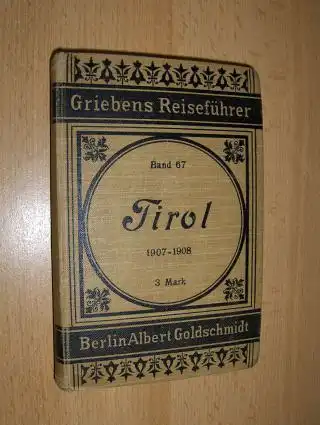 Griebens Reiseführer
Band 67
Tirol
1907-1908
3 Mark
Berlin Albert Goldschmidt